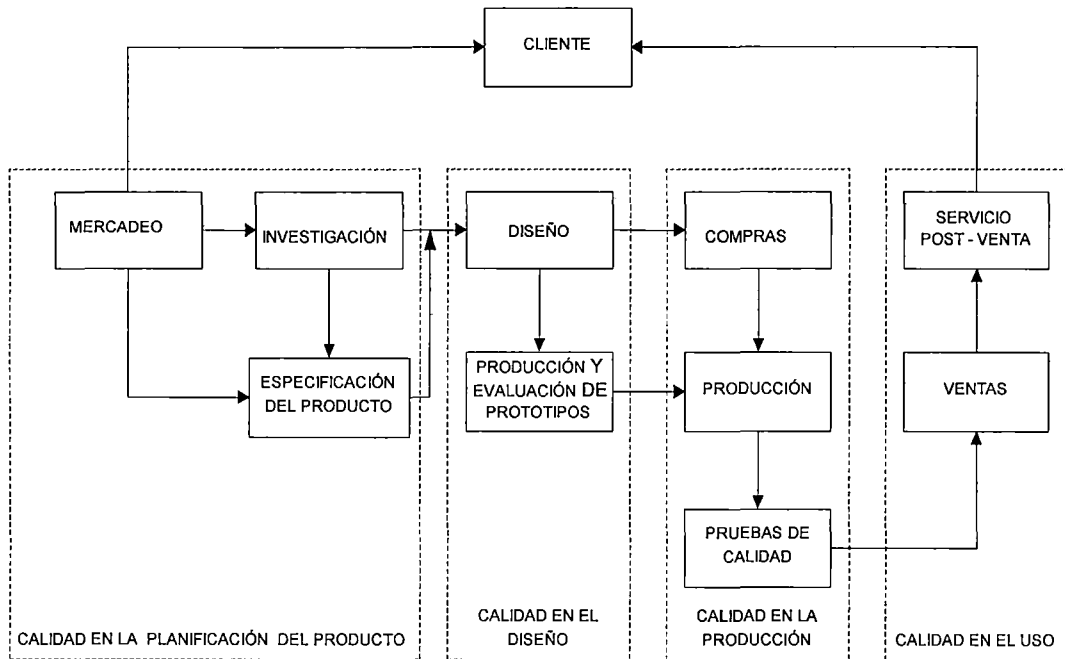 CLIENTE
MERCADEO
INVESTIGACIÓN
ESPECIFICACIÓN
DEL PRODUCTO
CALIDAD EN LA PLANIFICACIÓN DEL PRODUCTO
DISEÑO
PRODUCCIÓN Y
EVALUACIÓN DE
PROTOTIPOS
CALIDAD EN EL
DISEÑO
COMPRAS
PRODUCCIÓN
PRUEBAS DE
CALIDAD
CALIDAD EN LA
PRODUCCIÓN
SERVICIO
POST - VENTA
VENTAS
CALIDAD EN EL USO